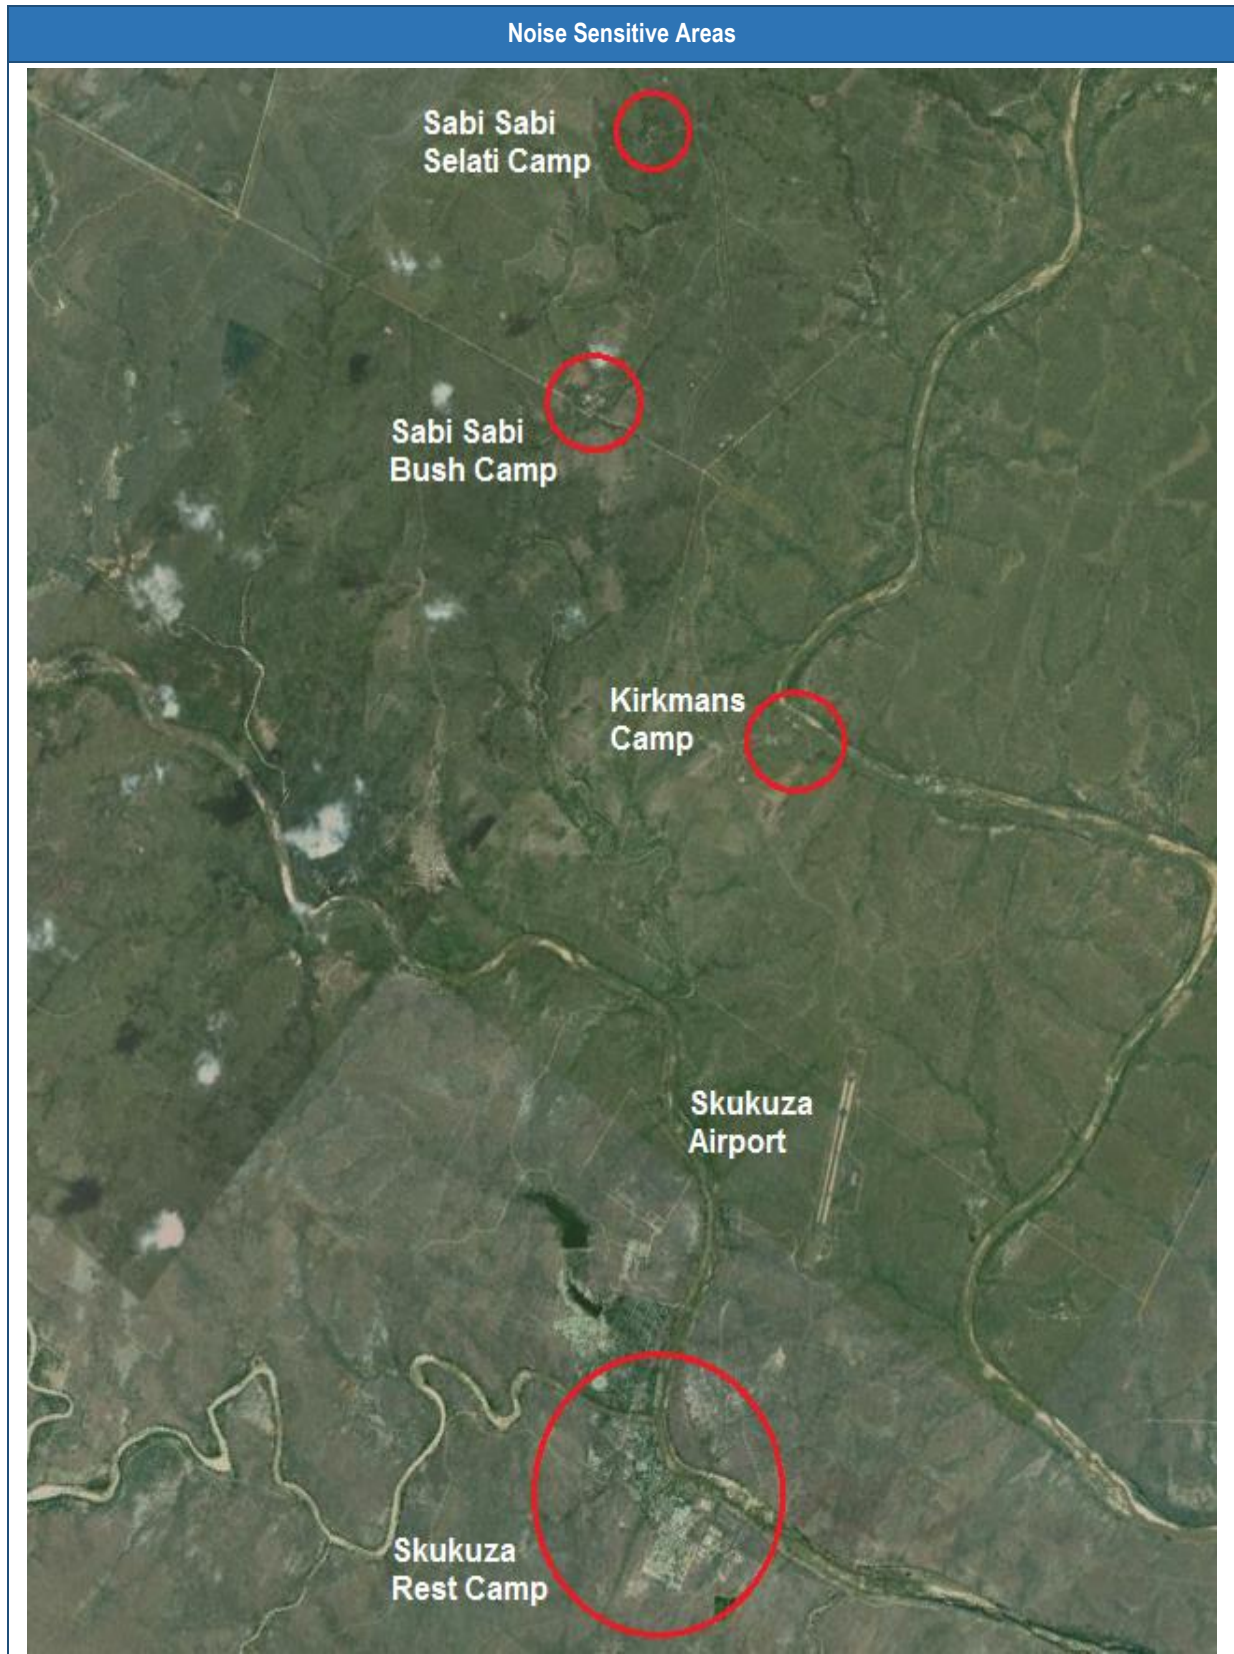 Noise Sensitive Areas
Sabi Sabi
Selati Camp
Sabi Sabi
Bush Camp
Kirkmans
Camp
Skukuza
Airport
Skukuza
Rest Camp